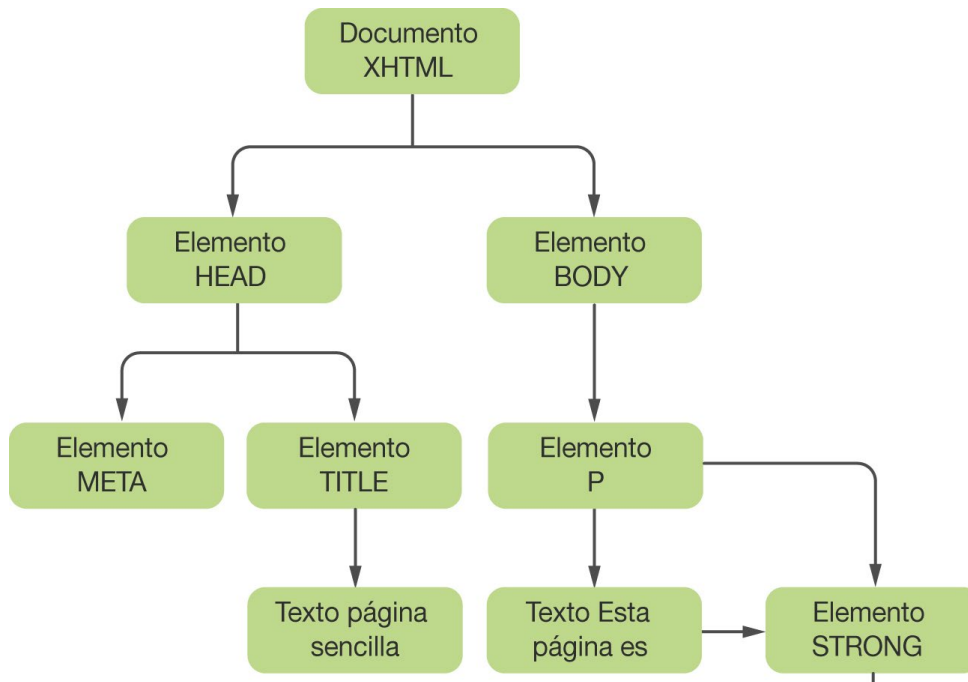 Documento
XHTML
Elemento
HEAD
Elemento
BODY
Elemento
META
Elemento
TITLE
Elemento
P
Texto página
sencilla
Texto Esta
página es
Elemento
STRONG